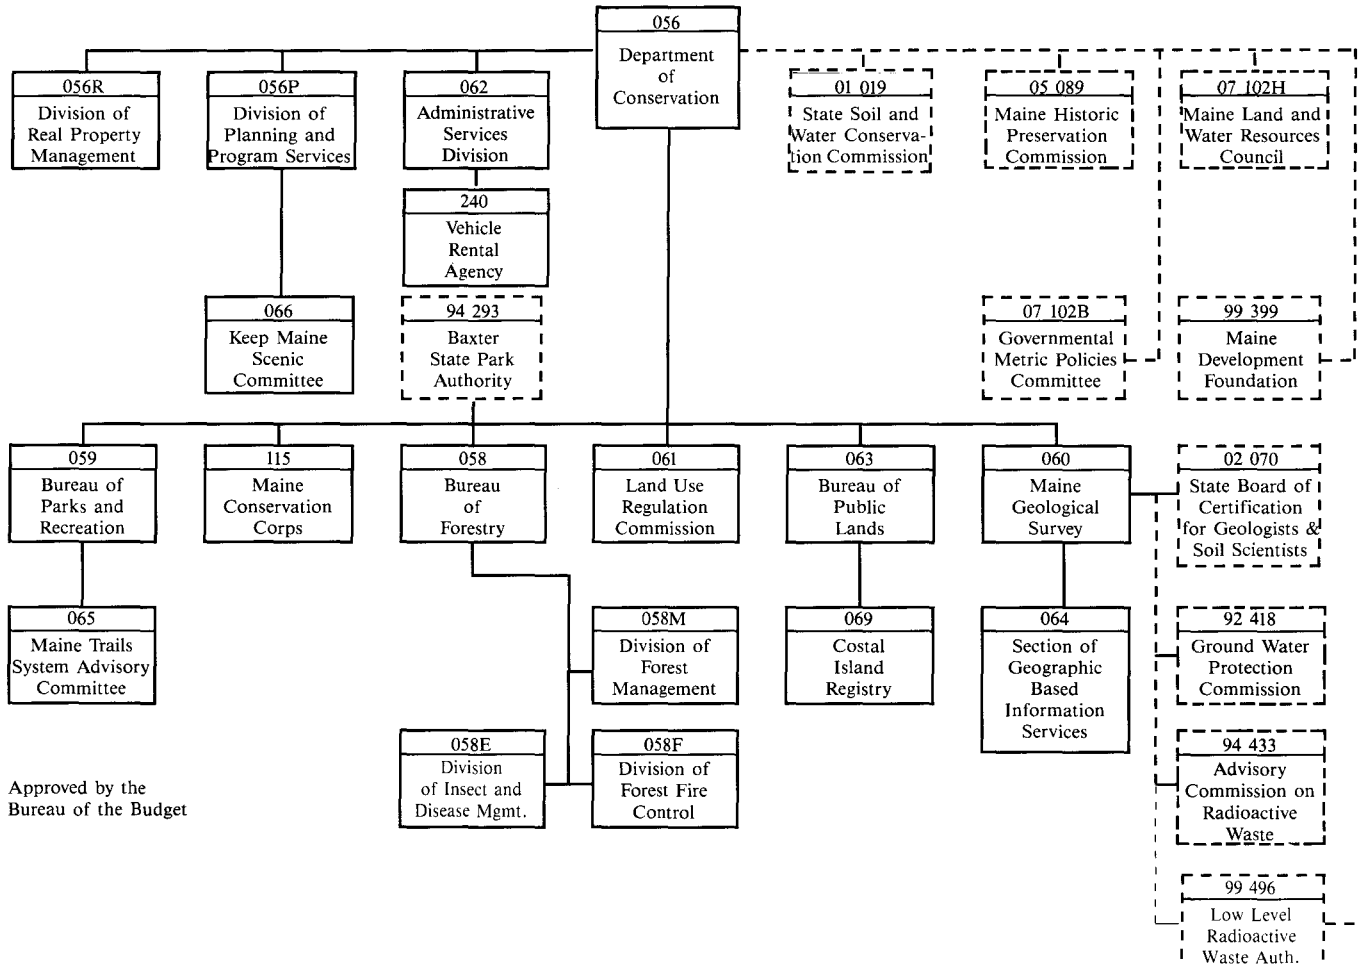 056
Department
of
Conservation
056R
Division of
Real Property
Management
056P
Division of
Planning and
Program Services
062
Administrative
Services
Division
01 019
State Soil and
Water Conserva-
tion Commission
05 089
Maine Historic
Preservation
Commission
07 102H
Maine Land and
Water Resources
Council
240
Vehicle
Rental
Agency
066
Keep Maine
Scenic
Committee
94 293
Baxter
State Park
Authority
07 102B
Governmental
Metric Policies
Committee
99 399
Maine
Development
Foundation
059
Bureau of
Parks and
Recreation
115
Maine
Conservation
Corps
058
Bureau
of
Forestry
061
Land Use
Regulation
Commission
063
Bureau of
Public
Lands
060
Maine
Geological
Survey
02 070
State Board of
Certification
for Geologists &
Soil Scientists
065
Maine Trails
System Advisory
Committee
058M
Division of
Forest
Management
069
Costal
Island
Registry
064
Section of
Geographic
Based
Information
Services
92 418
Ground Water
Protection
Commission
058E
Division
of Insect and
Disease Mgmt.
058F
Division of
Forest Fire
Control
94 433
Advisory
Commission on
Radioactive
Waste
Approved by the
Bureau of the Budget
99 496
Low Level
Radioactive
Waste Auth.